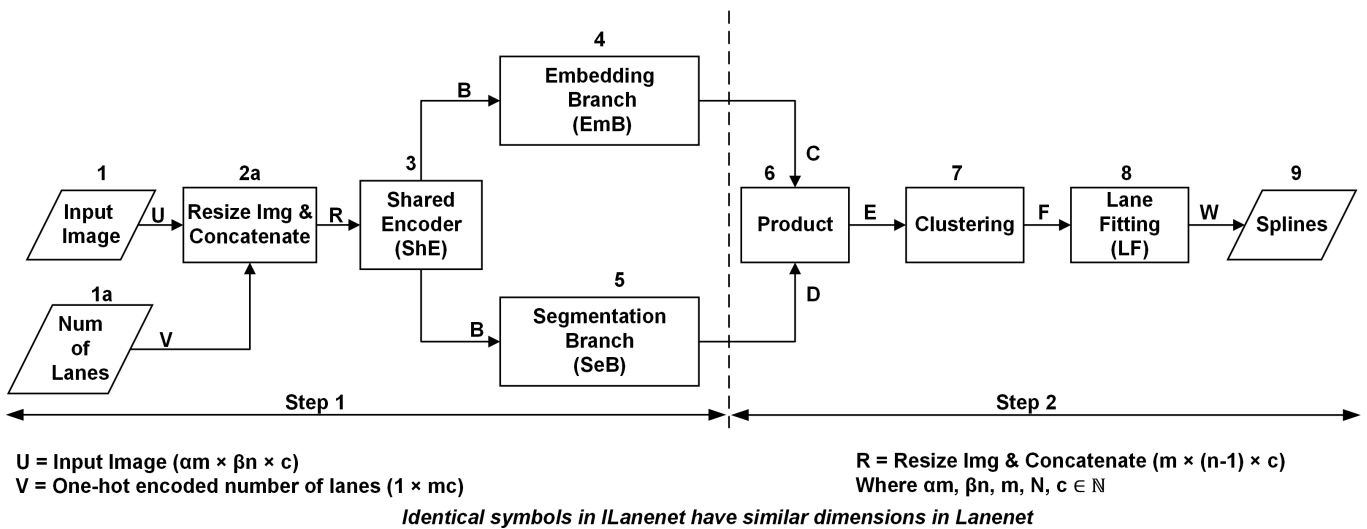 4
Embedding
Branch
(EmB)
B
C
1
Input
Image
U
2a
Resize Img &
Concatenate
R
3
Shared
Encoder
(ShE)
6
Product
E
7
Clustering
F
8
Lane
Fitting
(LF)
W
9
Splines
1a
Num
of
Lanes
V
B
5
Segmentation
Branch
(SeB)
D
Step 1
Step 2
U = Input Image (αm × βn × c)
V = One-hot encoded number of lanes (1 × mc)
R = Resize Img & Concatenate (m × (n-1) × c)
Where αm, βn, m, N, c ∈ ℕ
Identical symbols in ILanenet have similar dimensions in Lanenet